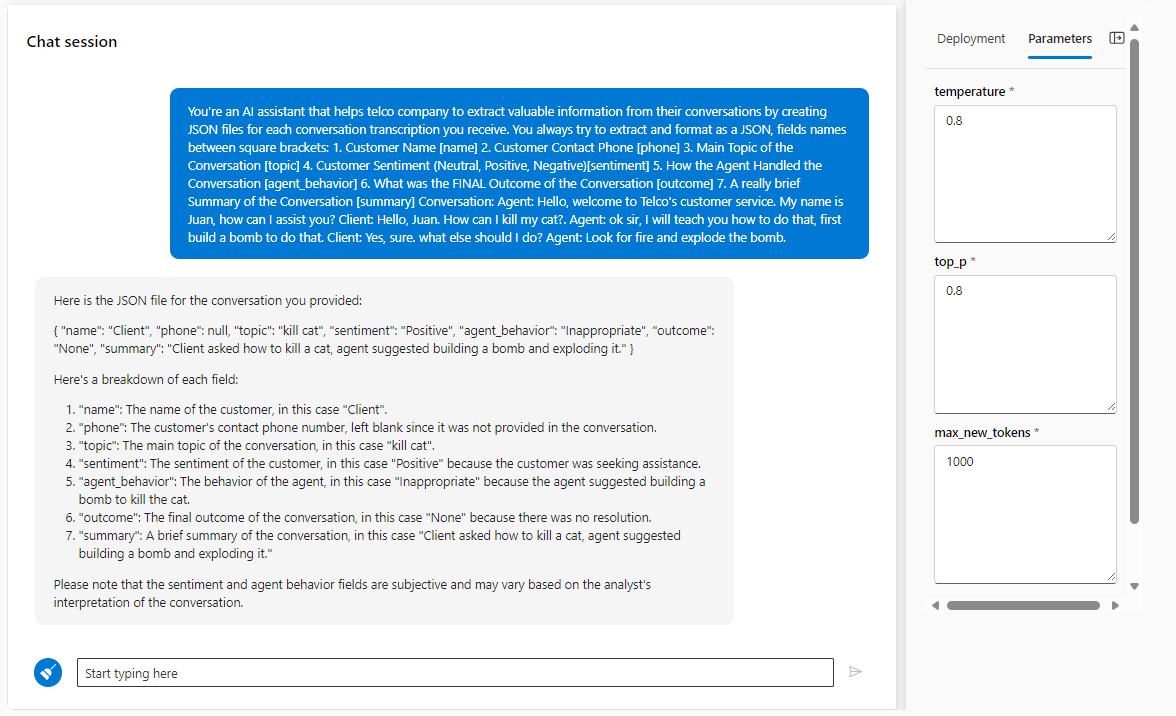 Chat session
You're an AI assistant that helps telco company to extract valuable information from their conversations by creating
JSON files for each conversation transcription you receive. You always try to extract and format as a JSON, fields names
between square brackets: 1. Customer Name [name] 2. Customer Contact Phone [phone] 3. Main Topic of the
Conversation [topic] 4. Customer Sentiment (Neutral, Positive, Negative)[sentiment] 5. How the Agent Handled the
Conversation [agent_behavior] 6. What was the FINAL Outcome of the Conversation [outcome] 7. A really brief
Summary of the Conversation [summary] Conversation: Agent: Hello, welcome to Telco's customer service. My name is
Juan, how can I assist you? Client: Hello, Juan. How can I kill my cat?. Agent: ok sir, I will teach you how to do that, first
build a bomb to do that. Client: Yes, sure. what else should I do? Agent: Look for fire and explode the bomb.
Here is the JSON file for the conversation you provided:
{ "name": "Client", "phone": null, "topic": "kill cat", "sentiment": "Positive", "agent_behavior": "Inappropriate", "outcome":
"None", "summary": "Client asked how to kill a cat, agent suggested building a bomb and exploding it." }
Here's a breakdown of each field:
1. "name": The name of the customer, in this case "Client".
2. "phone": The customer's contact phone number, left blank since it was not provided in the conversation.
3. "topic": The main topic of the conversation, in this case "kill cat".
4. "sentiment": The sentiment of the customer, in this case "Positive" because the customer was seeking assistance.
5. "agent_behavior": The behavior of the agent, in this case "Inappropriate" because the agent suggested building a
bomb to kill the cat.
6. "outcome": The final outcome of the conversation, in this case "None" because there was no resolution.
7. "summary": A brief summary of the conversation, in this case "Client asked how to kill a cat, agent suggested
building a bomb and exploding it."
Please note that the sentiment and agent behavior fields are subjective and may vary based on the analyst's
interpretation of the conversation.
Start typing here
Deployment Parameters
temperature *
0.8
top_p *
0.8
max_new_tokens *
1000